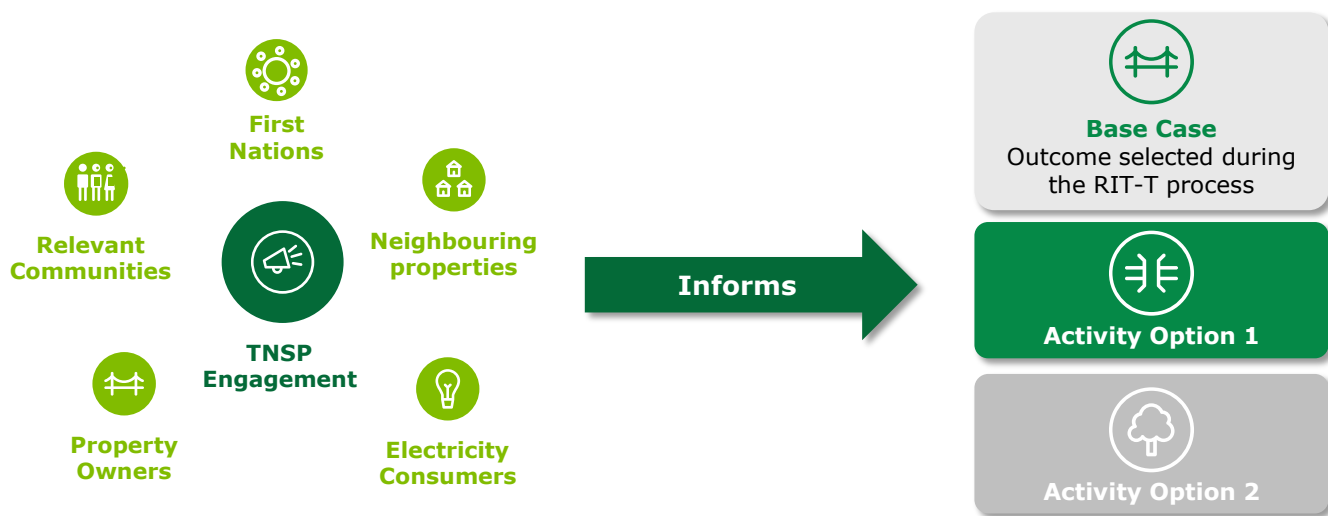 First
Nations
Relevant
Communities
Neighbouring
properties
TNSP
Engagement
Property
Owners
Electricity
Consumers
Informs
Base Case
Outcome selected during
the RIT-T process
Activity Option 1
Activity Option 2